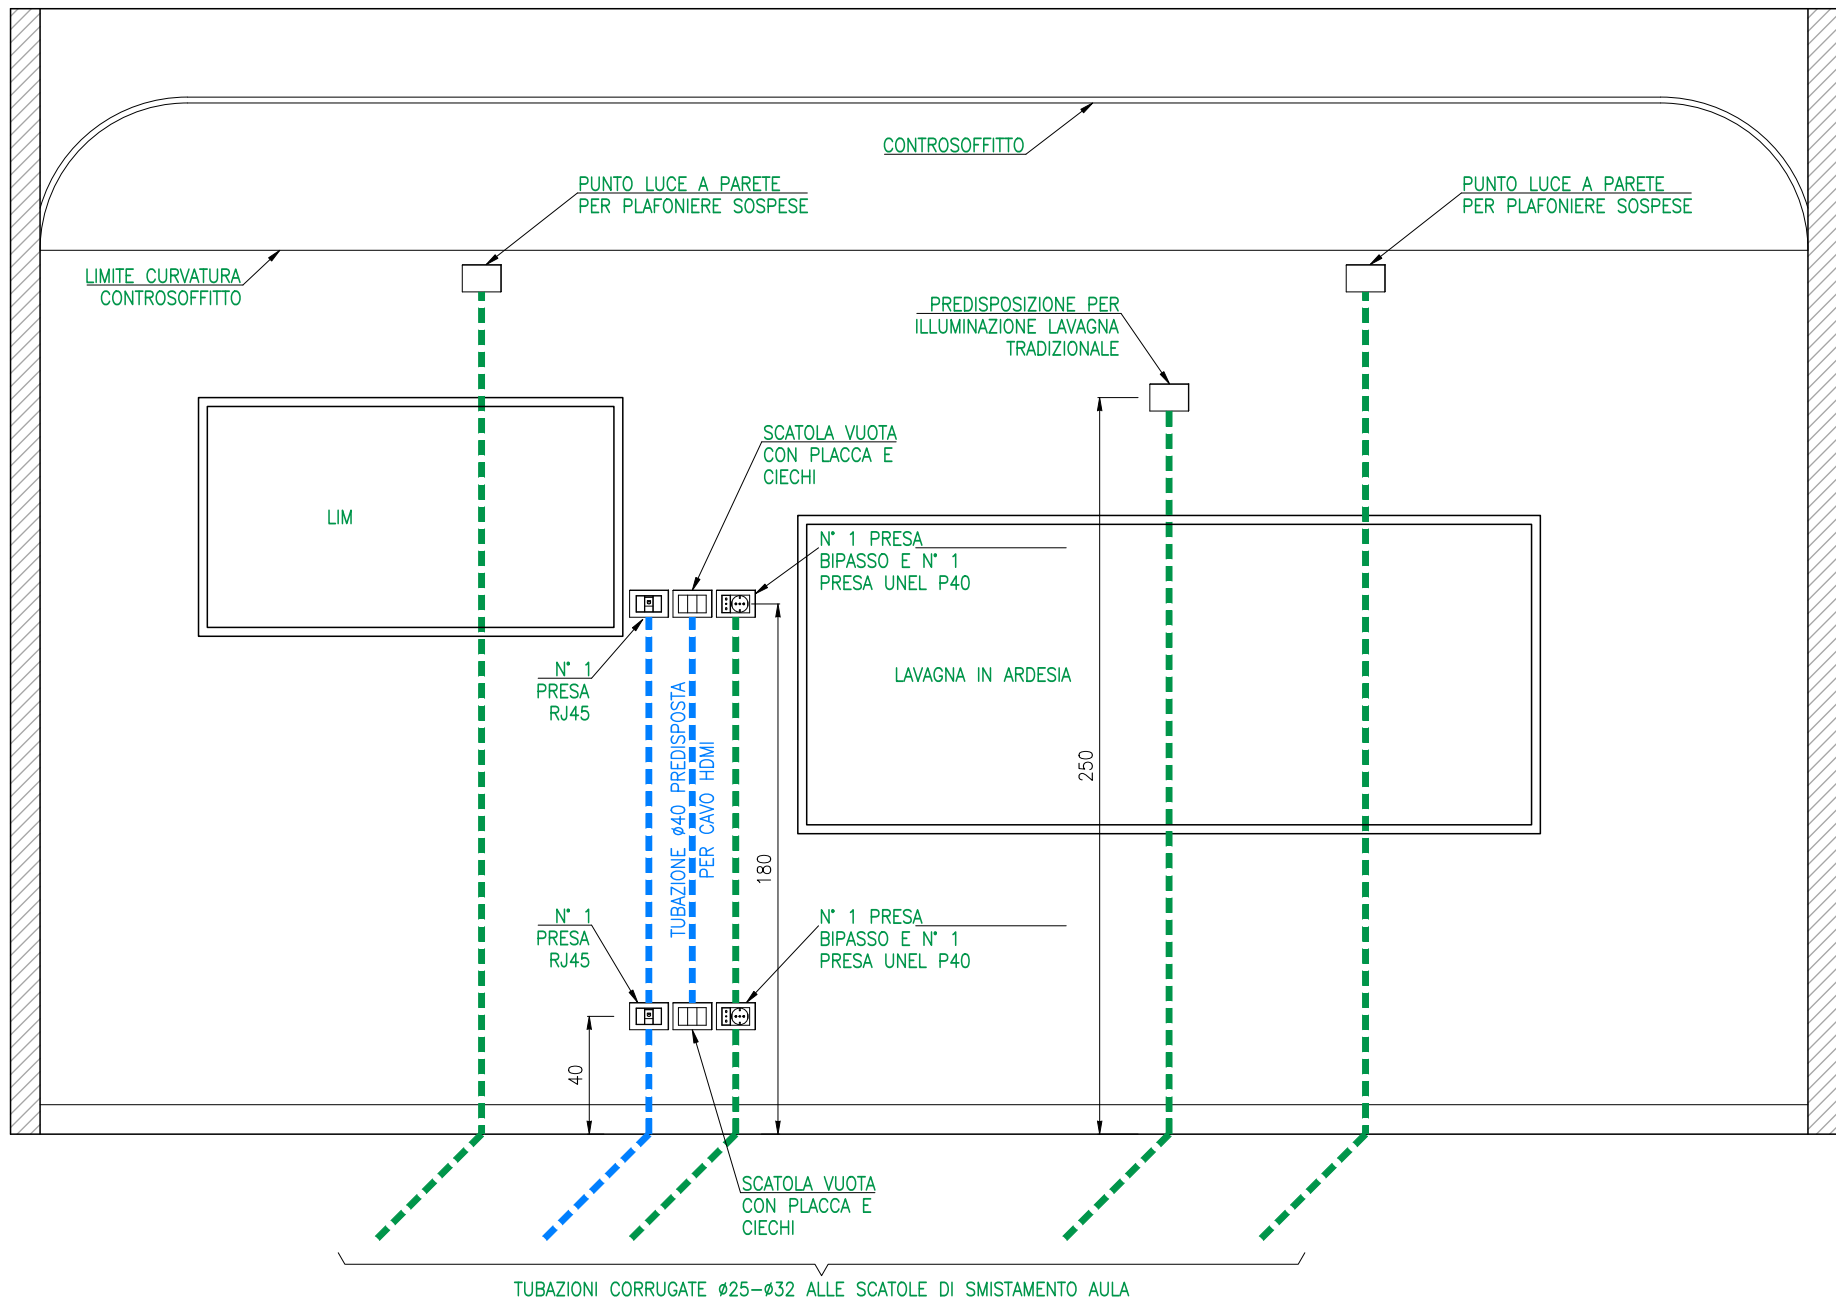 CONTROSOFFITTO
PUNTO LUCE A PARETE
PER PLAFONIERE SOSPESE
PUNTO LUCE A PARETE
PER PLAFONIERE SOSPESE
LIMITE CURVATURA
CONTROSOFFITTO
PREDISPOSIZIONE PER
ILLUMINAZIONE LAVAGNA
TRADIZIONALE
SCATOLA VUOTA
CON PLACCA E
CIECHI
LIM
N° 1 PRESA
BIPASSO E N° 1
PRESA UNEL P40
N° 1
PRESA
RJ45
LAVAGNA IN ARDESIA
TUBAZIONE ø40 PREDISPOSTA
PER CAVO HDMI
250
180
N° 1
PRESA
RJ45
N° 1 PRESA
BIPASSO E N° 1
PRESA UNEL P40
40
SCATOLA VUOTA
CON PLACCA E
CIECHI
TUBAZIONI CORRUGATE ø25-ø32 ALLE SCATOLE DI SMISTAMENTO AULA